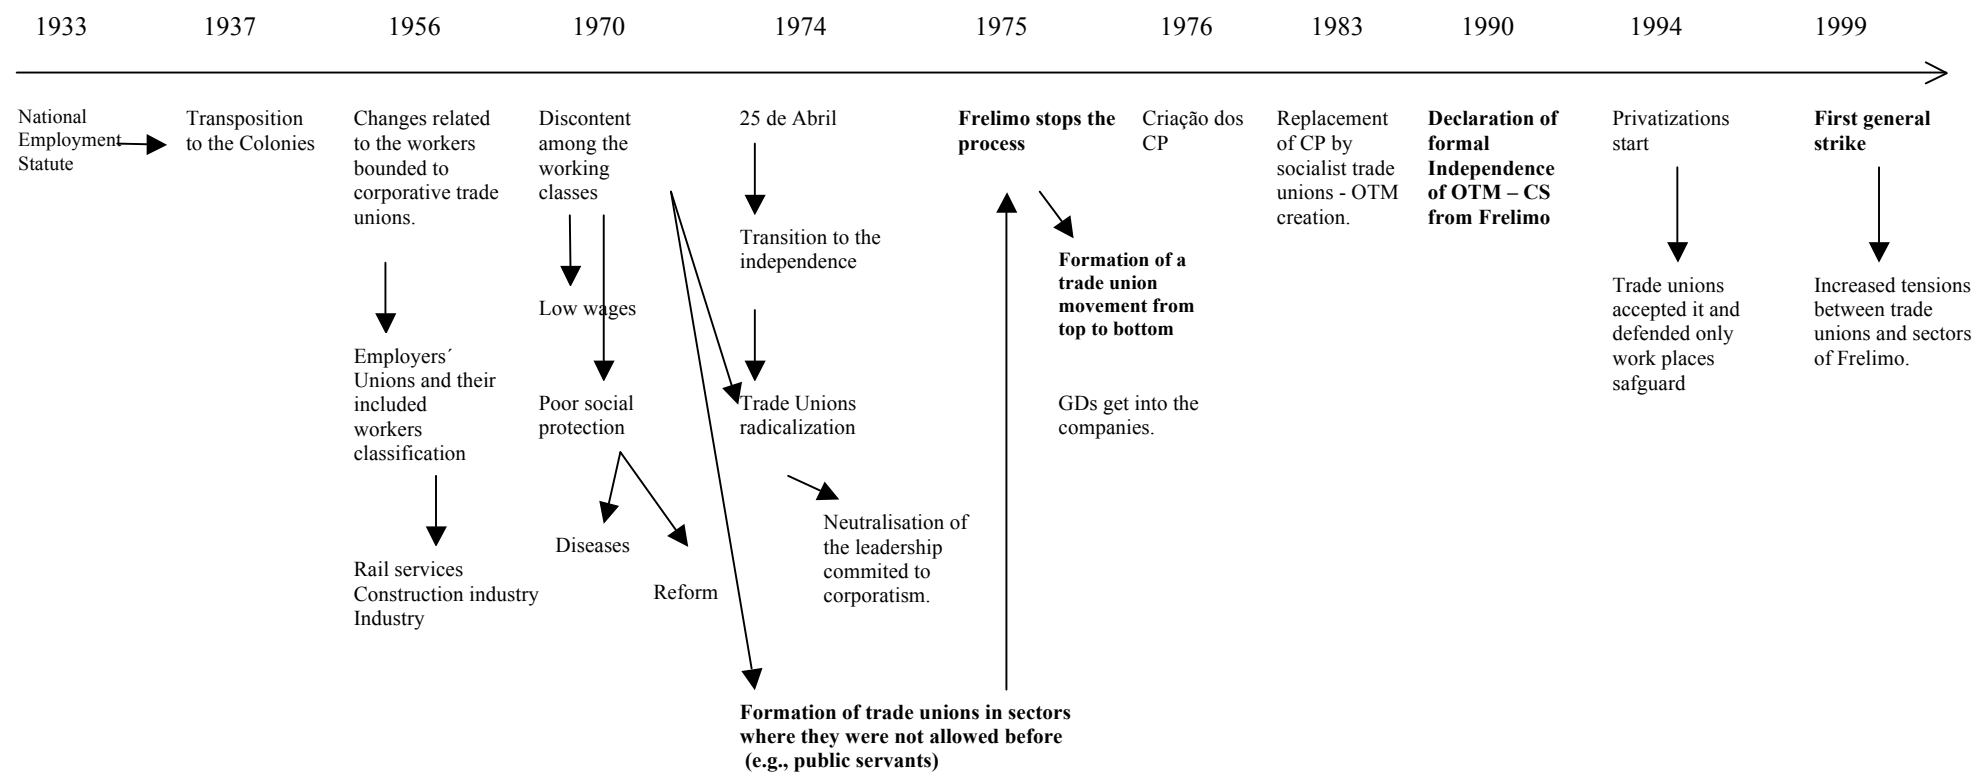 1933 1937 1956 1970 1974 1975 1976 1983 1990 1994 1999
National
Employment
Statute
Transposition
to the Colonies
Changes related
to the workers
bounded to
corporative trade
unions.
Employers´
Unions and their
included
workers
classification
Rail services
Construction industry
Industry
Discontent
among the
working
classes
Low wages
Poor social
protection
Diseases
Reform
25 de Abril
Transition to the
independence
Trade Unions
radicalization
Neutralisation of
the leadership
commited to
corporatism.
Formation of trade unions in sectors
where they were not allowed before
(e.g., public servants)
Frelimo stops the
process
Formation of a
trade union
movement from
top to bottom
GDs get into the
companies.
Criação dos
CP
Replacement
of CP by
socialist trade
unions - OTM
creation.
Declaration of
formal
Independence
of OTM – CS
from Frelimo
Privatizations
start
Trade unions
accepted it and
defended only
work places
safguard
First general
strike
Increased tensions
between trade
unions and sectors
of Frelimo.